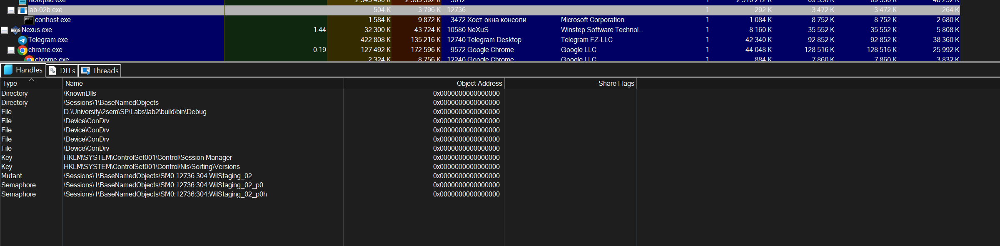 Notepad.exe
lab-02b.exe 504 K 3 796 K 12736 1 292 K 3 472 K 3 472 K 264 K
conhost.exe 1 584 K 9 872 K 3472 Хост окна консоли Microsoft Corporation 1 1 084 K 8 752 K 8 752 K 2 680 K
Nexus.exe 1.44 32 300 K 43 724 K 10580 NeXuS Winstep Software Technol... 1 8 160 K 35 552 K 35 552 K 5 808 K
Telegram.exe 422 808 K 135 216 K 12740 Telegram Desktop Telegram FZ-LLC 1 42 340 K 92 852 K 92 852 K 38 360 K
chrome.exe 0.19 127 492 K 172 596 K 9572 Google Chrome Google LLC 1 44 048 K 128 516 K 128 516 K 25 992 K
chrome.exe 2 324 K 8 756 K 12240 Google Chrome Google LLC 1 884 K 7 860 K 7 860 K 3 832 K
Handles DLLs Threads
Type Name Object Address Share Flags
Directory \KnownDlls 0x0000000000000000
Directory \Sessions\1\BaseNamedObjects 0x0000000000000000
File D:\University\2sem\SP\Labs\lab2\build\bin\Debug 0x0000000000000000
File \Device\ConDrv 0x0000000000000000
File \Device\ConDrv 0x0000000000000000
File \Device\ConDrv 0x0000000000000000
File \Device\ConDrv 0x0000000000000000
Key HKLM\SYSTEM\ControlSet001\Control\Session Manager 0x0000000000000000
Key HKLM\SYSTEM\ControlSet001\Control\Nls\Sorting\Versions 0x0000000000000000
Mutant \Sessions\1\BaseNamedObjects\SM0:12736:304:WilStaging_02 0x0000000000000000
Semaphore \Sessions\1\BaseNamedObjects\SM0:12736:304:WilStaging_02_p0 0x0000000000000000
Semaphore \Sessions\1\BaseNamedObjects\SM0:12736:304:WilStaging_02_p0h 0x0000000000000000